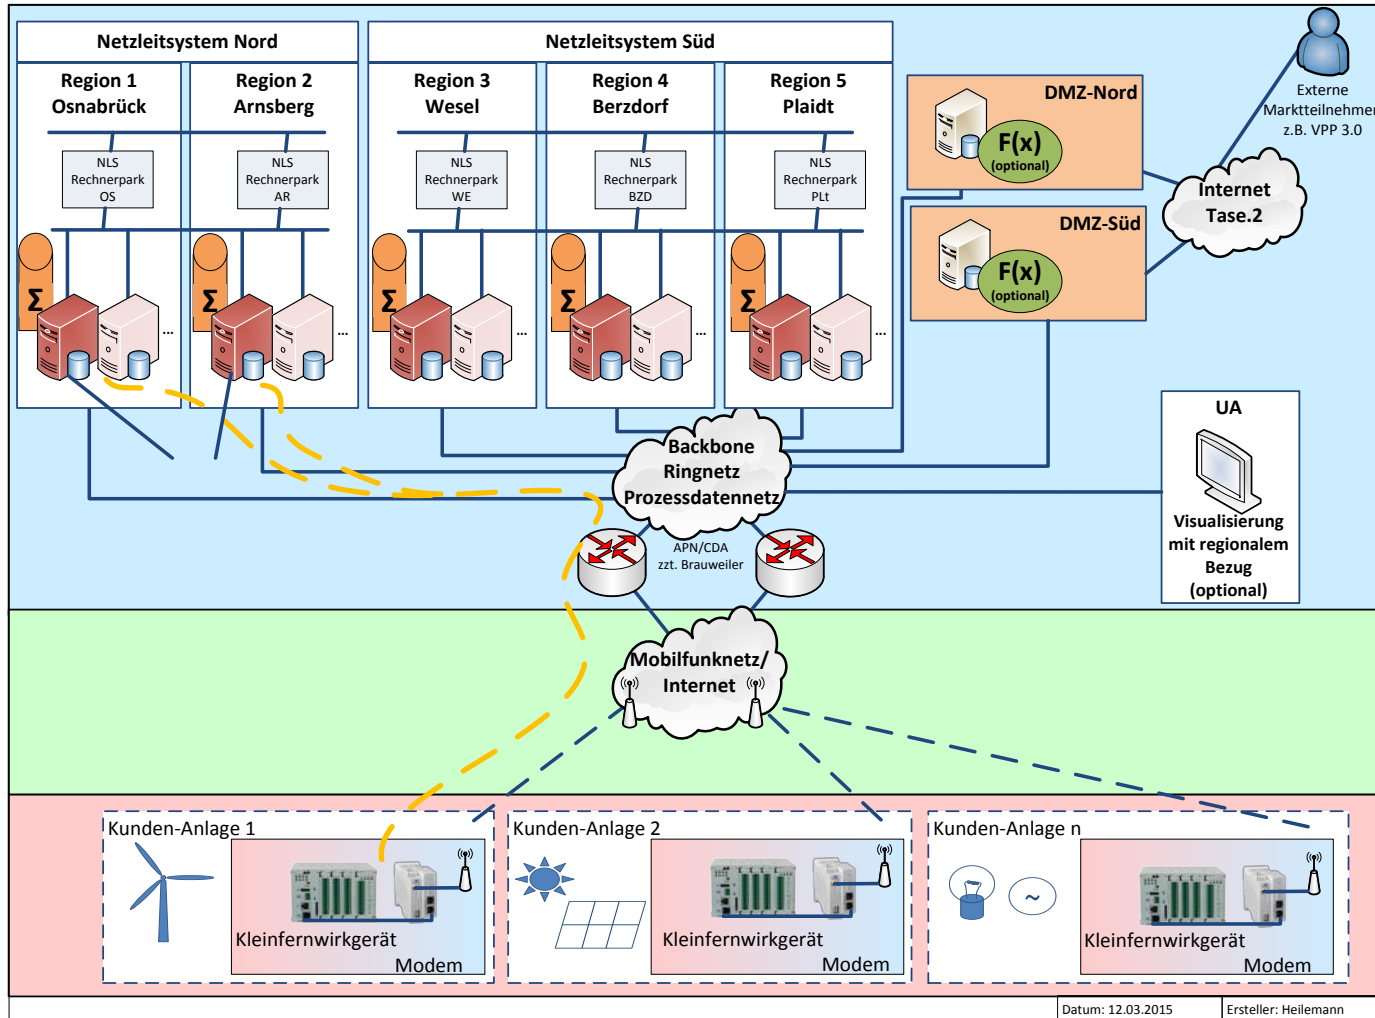 Netzleitsystem Nord
Netzleitsystem Süd
Region 1
Osnabrück
Region 2
Arnsberg
Region 3
Wesel
Region 4
Berzdorf
Region 5
Plaidt
NLS
Rechnerpark
OS
NLS
Rechnerpark
AR
NLS
Rechnerpark
WE
NLS
Rechnerpark
BZD
NLS
Rechnerpark
PLt
Σ
...
Σ
...
Σ
...
Σ
...
Σ
...
DMZ-Nord
F(x)
(optional)
DMZ-Süd
F(x)
(optional)
Externe
Marktteilnehmer
z.B. VPP 3.0
Internet
Tase.2
Backbone
Ringnetz
Prozessdatennetz
UA
Visualisierung
mit regionalem
Bezug
(optional)
APN/CDA
zzt. Brauweiler
Mobilfunknetz/
Internet
Kunden-Anlage 1
Kleinfernwirkgerät
Modem
Kunden-Anlage 2
Kleinfernwirkgerät
Modem
Kunden-Anlage n
~
Kleinfernwirkgerät
Modem
Datum: 12.03.2015
Ersteller: Heilemann